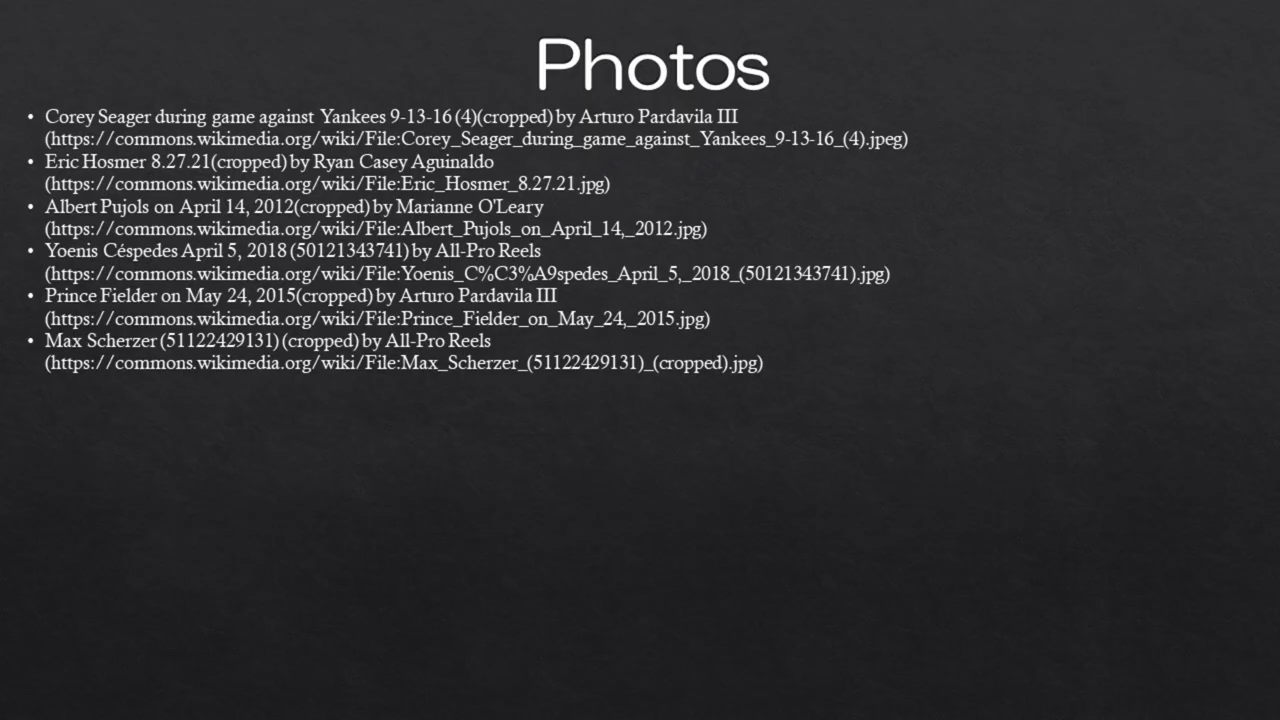 Photos
• Corey Seager during game against Yankees 9-13-16 (4)(cropped) by Arturo Pardavila III
(https://commons.wikimedia.org/wiki/File:Corey_Seager_during_game_against_Yankees_9-13-16_(4).jpeg)
• Eric Hosmer 8.27.21(cropped) by Ryan Casey Aguinaldo
(https://commons.wikimedia.org/wiki/File:Eric_Hosmer_8.27.21.jpg)
• Albert Pujols on April 14, 2012(cropped) by Marianne O'Leary
(https://commons.wikimedia.org/wiki/File:Albert_Pujols_on_April_14,_2012.jpg)
• Yoenis Céspedes April 5, 2018 (50121343741) by All-Pro Reels
(https://commons.wikimedia.org/wiki/File:Yoenis_C%C3%A9spedes_April_5,_2018_(50121343741).jpg)
• Prince Fielder on May 24, 2015(cropped) by Arturo Pardavila III
(https://commons.wikimedia.org/wiki/File:Prince_Fielder_on_May_24,_2015.jpg)
• Max Scherzer (51122429131) (cropped) by All-Pro Reels
(https://commons.wikimedia.org/wiki/File:Max_Scherzer_(51122429131)_(cropped).jpg)